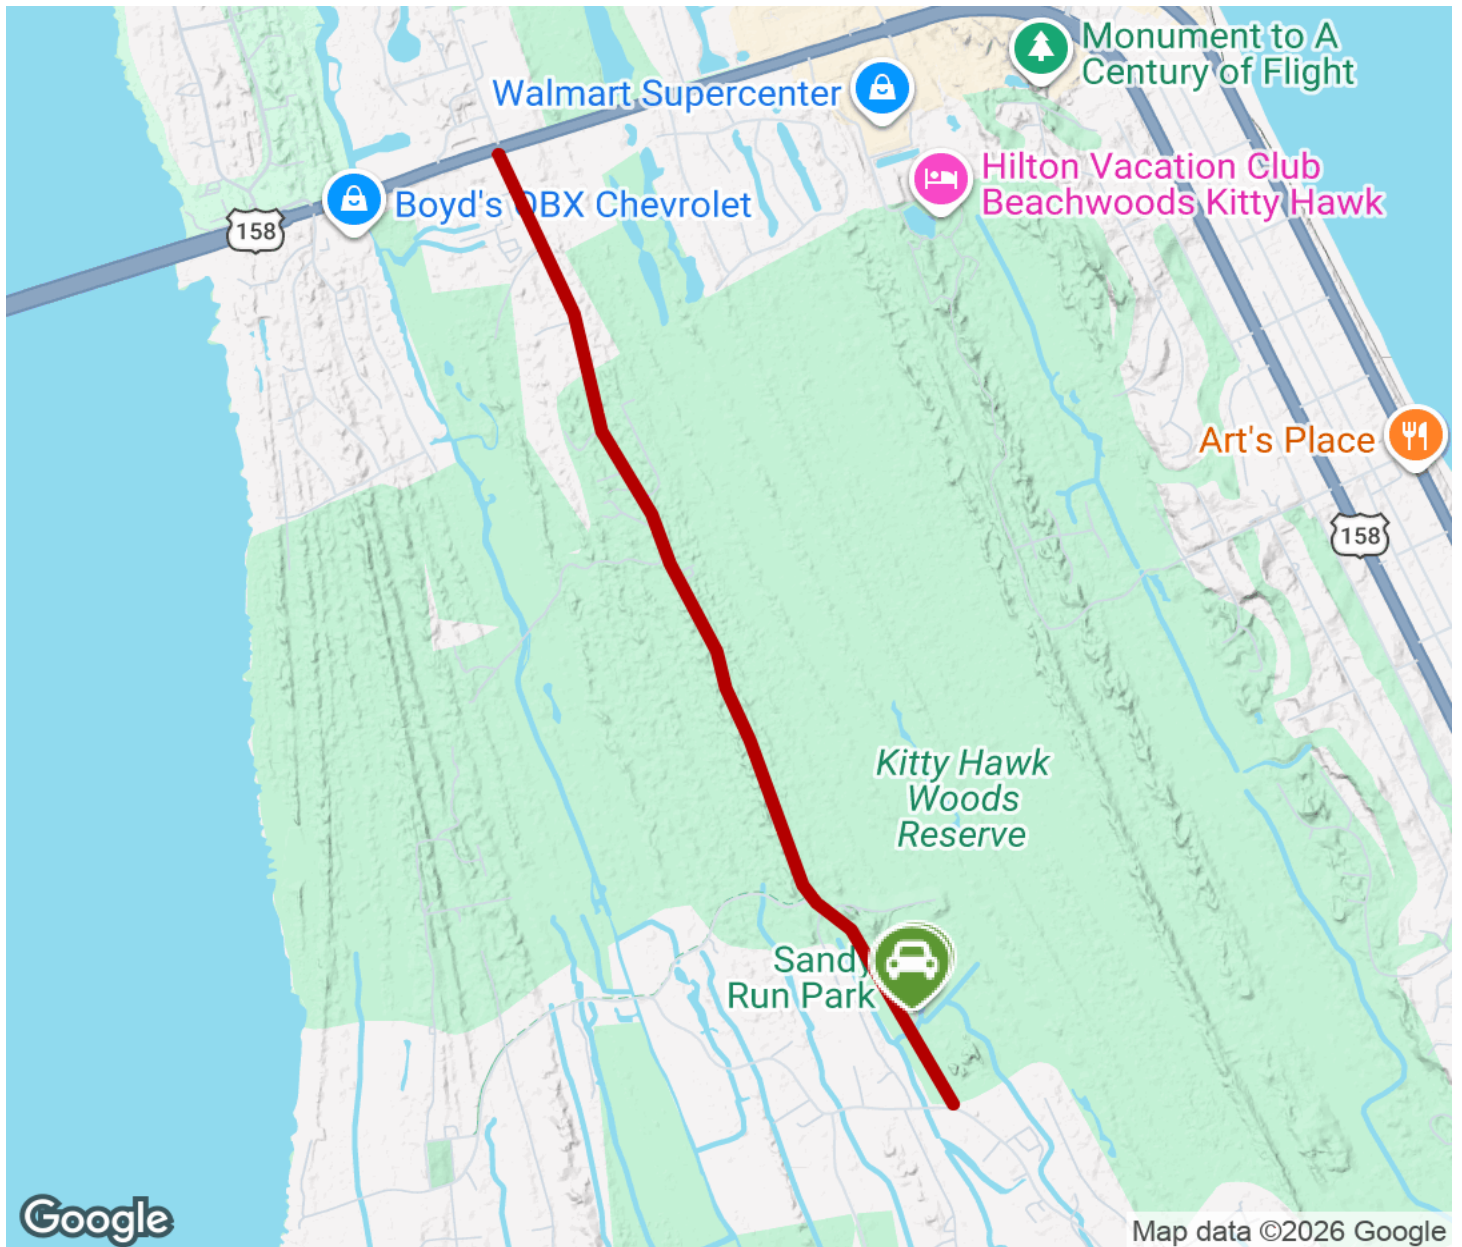 Monument to A
Century of Flight
Walmart Supercenter
Hilton Vacation Club
Beachwoods Kitty Hawk
Boyd's OBX Chevrolet
158
Art's Place
158
Kitty Hawk
Woods
Reserve
Sandy
Run Park
Google
Map data ©2026 Google